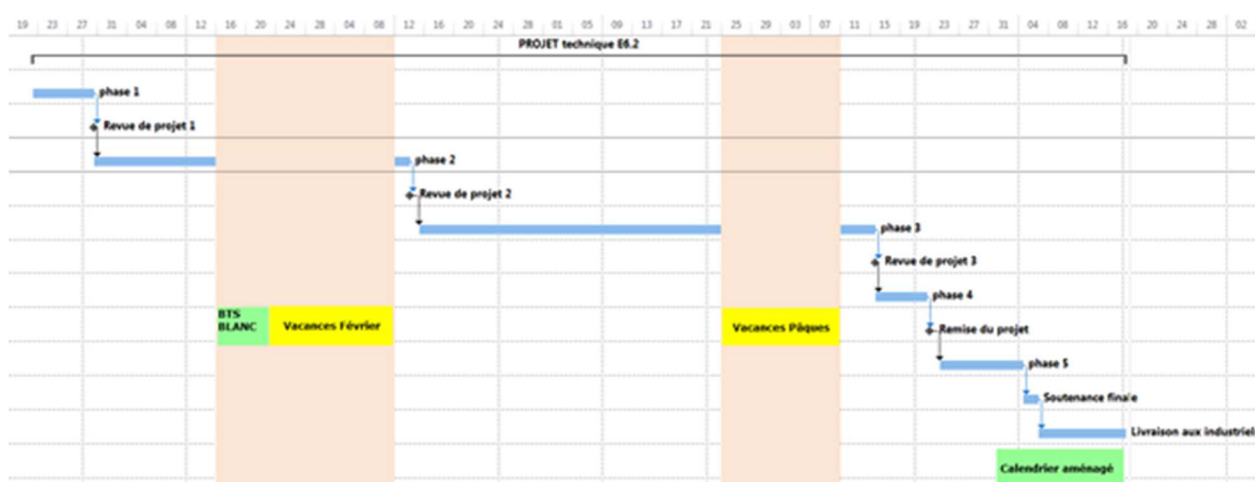 19 23 27 31 04 08 12 16 20 24 28 04 08 12 16 20 24 28 01 05 09 13 17 21 25 29 03 07 11 15 19 23 27 31 04 08 12 16 20 24 28 02
PROJET technique E6.2
phase 1
Revue de projet 1
phase 2
Revue de projet 2
phase 3
Revue de projet 3
phase 4
BTS
BLANC
Vacances Février
Vacances Pâques
Remise du projet
phase 5
Soutenance finale
Livraison aux industriels
Calendrier aménagé